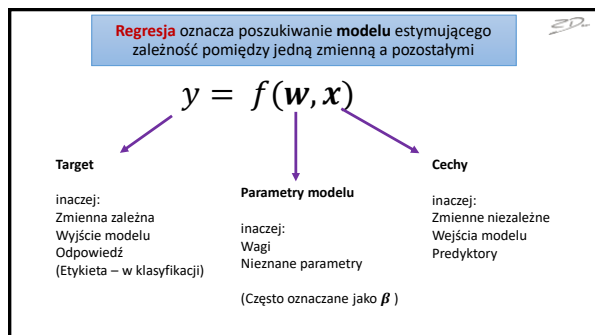 Regresja oznacza poszukiwanie modelu estymującego
zależność pomiędzy jedną zmienną a pozostałymi
y = f(w, x)
Target
inaczej:
Zmienna zależna
Wyjście modelu
Odpowiedź
(Etykieta – w klasyfikacji)
Parametry modelu
inaczej:
Wagi
Nieznane parametry
(Często oznaczane jako β )
Cechy
inaczej:
Zmienne niezależne
Wejścia modelu
Predyktory